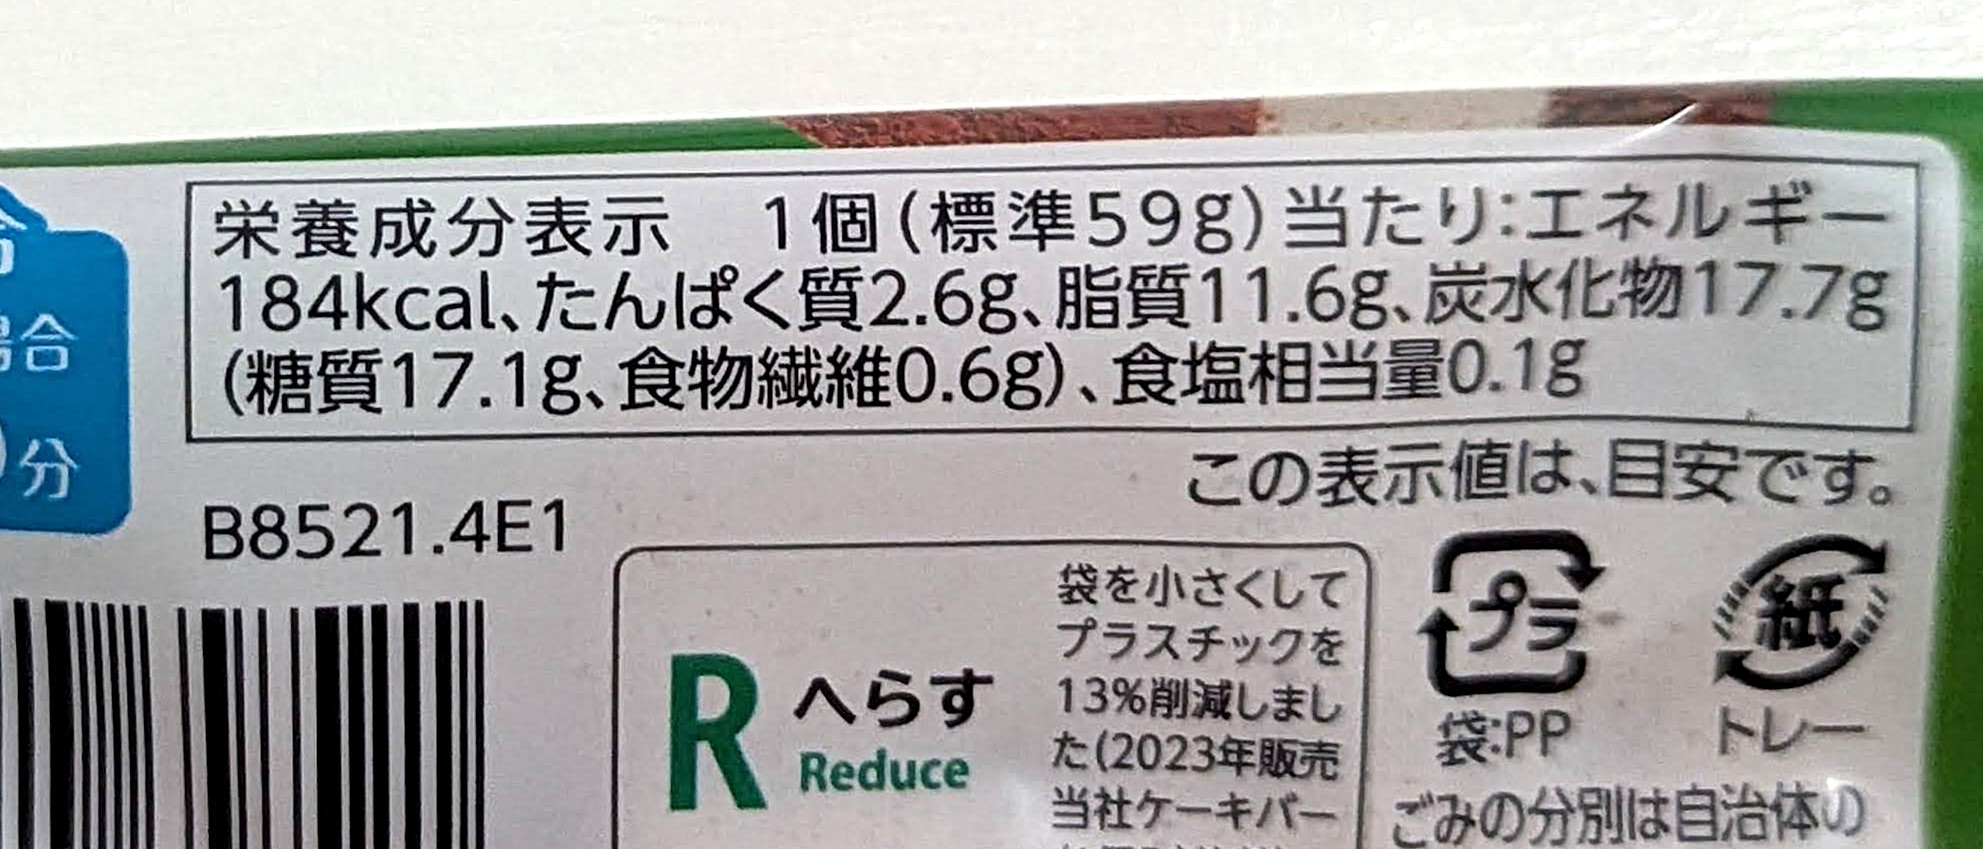 栄養成分表示　1個(標準59g)当たり:エネルギー
184kcal、たんぱく質2.6g、脂質11.6g、炭水化物17.7g
(糖質17.1g、食物繊維0.6g)、食塩相当量0.1g
この表示値は、目安です。
合
分
B8521.4E1
R へらす
Reduce
袋を小さくして
プラスチックを
13%削減しまし
た(2023年販売
当社ケーキバー
プラ
袋:PP
紙
トレー
ごみの分別は自治体の